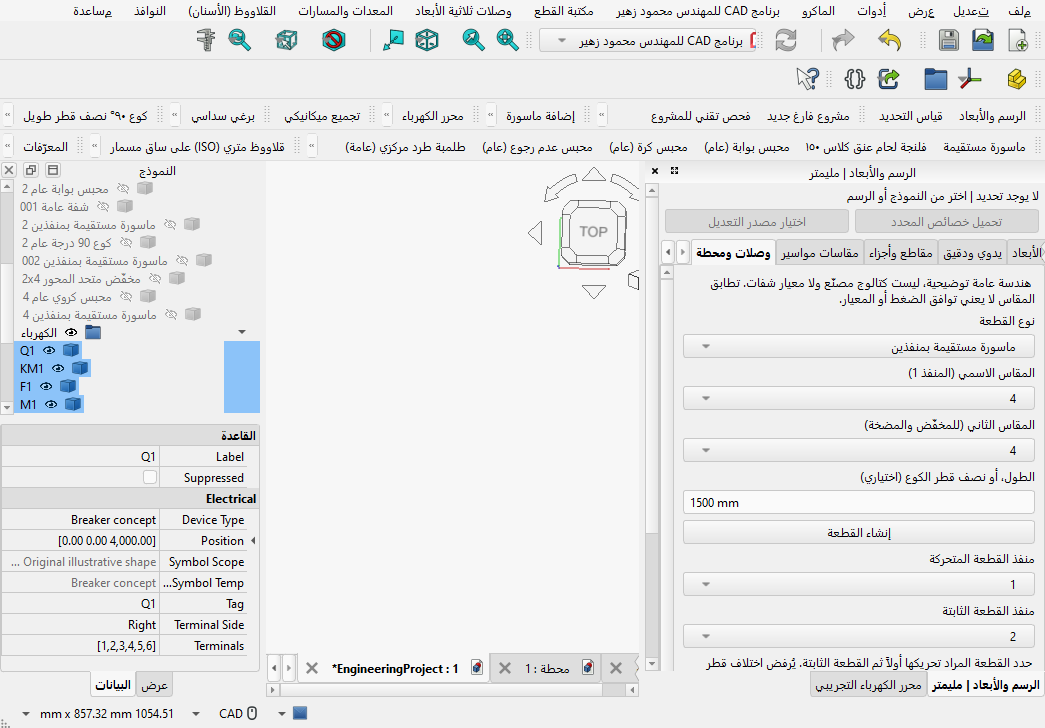 ملف تعديل عرض أدوات الماكرو برنامج CAD للمهندس محمود زهير مكتبة القطع وصلات ثلاثية الأبعاد المعدات والمسارات القلاووظ (الأسنان) النوافذ مساعدة
برنامج CAD للمهندس محمود زهير
الرسم والأبعاد قياس التحديد مشروع فارغ جديد فحص تقني للمشروع » إضافة ماسورة » محرر الكهرباء » تجميع ميكانيكي برغي سداسي » كوع ٩٠° نصف قطر طويل »
ماسورة مستقيمة فلنجة لحام عنق كلاس ١٥٠ محبس بوابة (عام) محبس كرة (عام) محبس عدم رجوع (عام) طلمبة طرد مركزي (عامة) » قلاووظ متري (ISO) على ساق مسمار » المعرّفات »
الرسم والأبعاد | مليمتر
لا يوجد تحديد | اختر من النموذج أو الرسم
تحميل خصائص المحدد
اختيار مصدر التعديل
الأبعاد يدوي ودقيق مقاطع وأجزاء مقاسات مواسير وصلات ومحطة
هندسة عامة توضيحية، ليست كتالوج مصنّع ولا معيار شفات. تطابق
المقاس لا يعني توافق الضغط أو المعيار.
نوع القطعة
ماسورة مستقيمة بمنفذين
المقاس الاسمي (المنفذ 1)
4
المقاس الثاني (للمخفّض والمضخة)
4
الطول، أو نصف قطر الكوع (اختياري)
1500 mm
إنشاء القطعة
منفذ القطعة المتحركة
1
منفذ القطعة الثابتة
2
حدد القطعة المراد تحريكها أولاً ثم القطعة الثابتة. يُرفض اختلاف قطر
الرسم والأبعاد | مليمتر محرر الكهرباء التجريبي
TOP
محطة : 1
EngineeringProject : 1*
النموذج
محبس بوابة عام 2
شفة عامة 001
ماسورة مستقيمة بمنفذين 2
كوع 90 درجة عام 2
ماسورة مستقيمة بمنفذين 002
مخفّض متحد المحور 2x4
محبس كروي عام 4
ماسورة مستقيمة بمنفذين 4
الكهرباء
Q1
KM1
F1
M1
القاعدة
Label Q1
Suppressed
Electrical
Device Type Breaker concept
Position [0.00 0.00 4,000.00]
Symbol Scope Original illustrative shape ...
Symbol Temp... Breaker concept
Tag Q1
Terminal Side Right
Terminals [1,2,3,4,5,6]
عرض البيانات
CAD 1054.51 mm x 857.32 mm